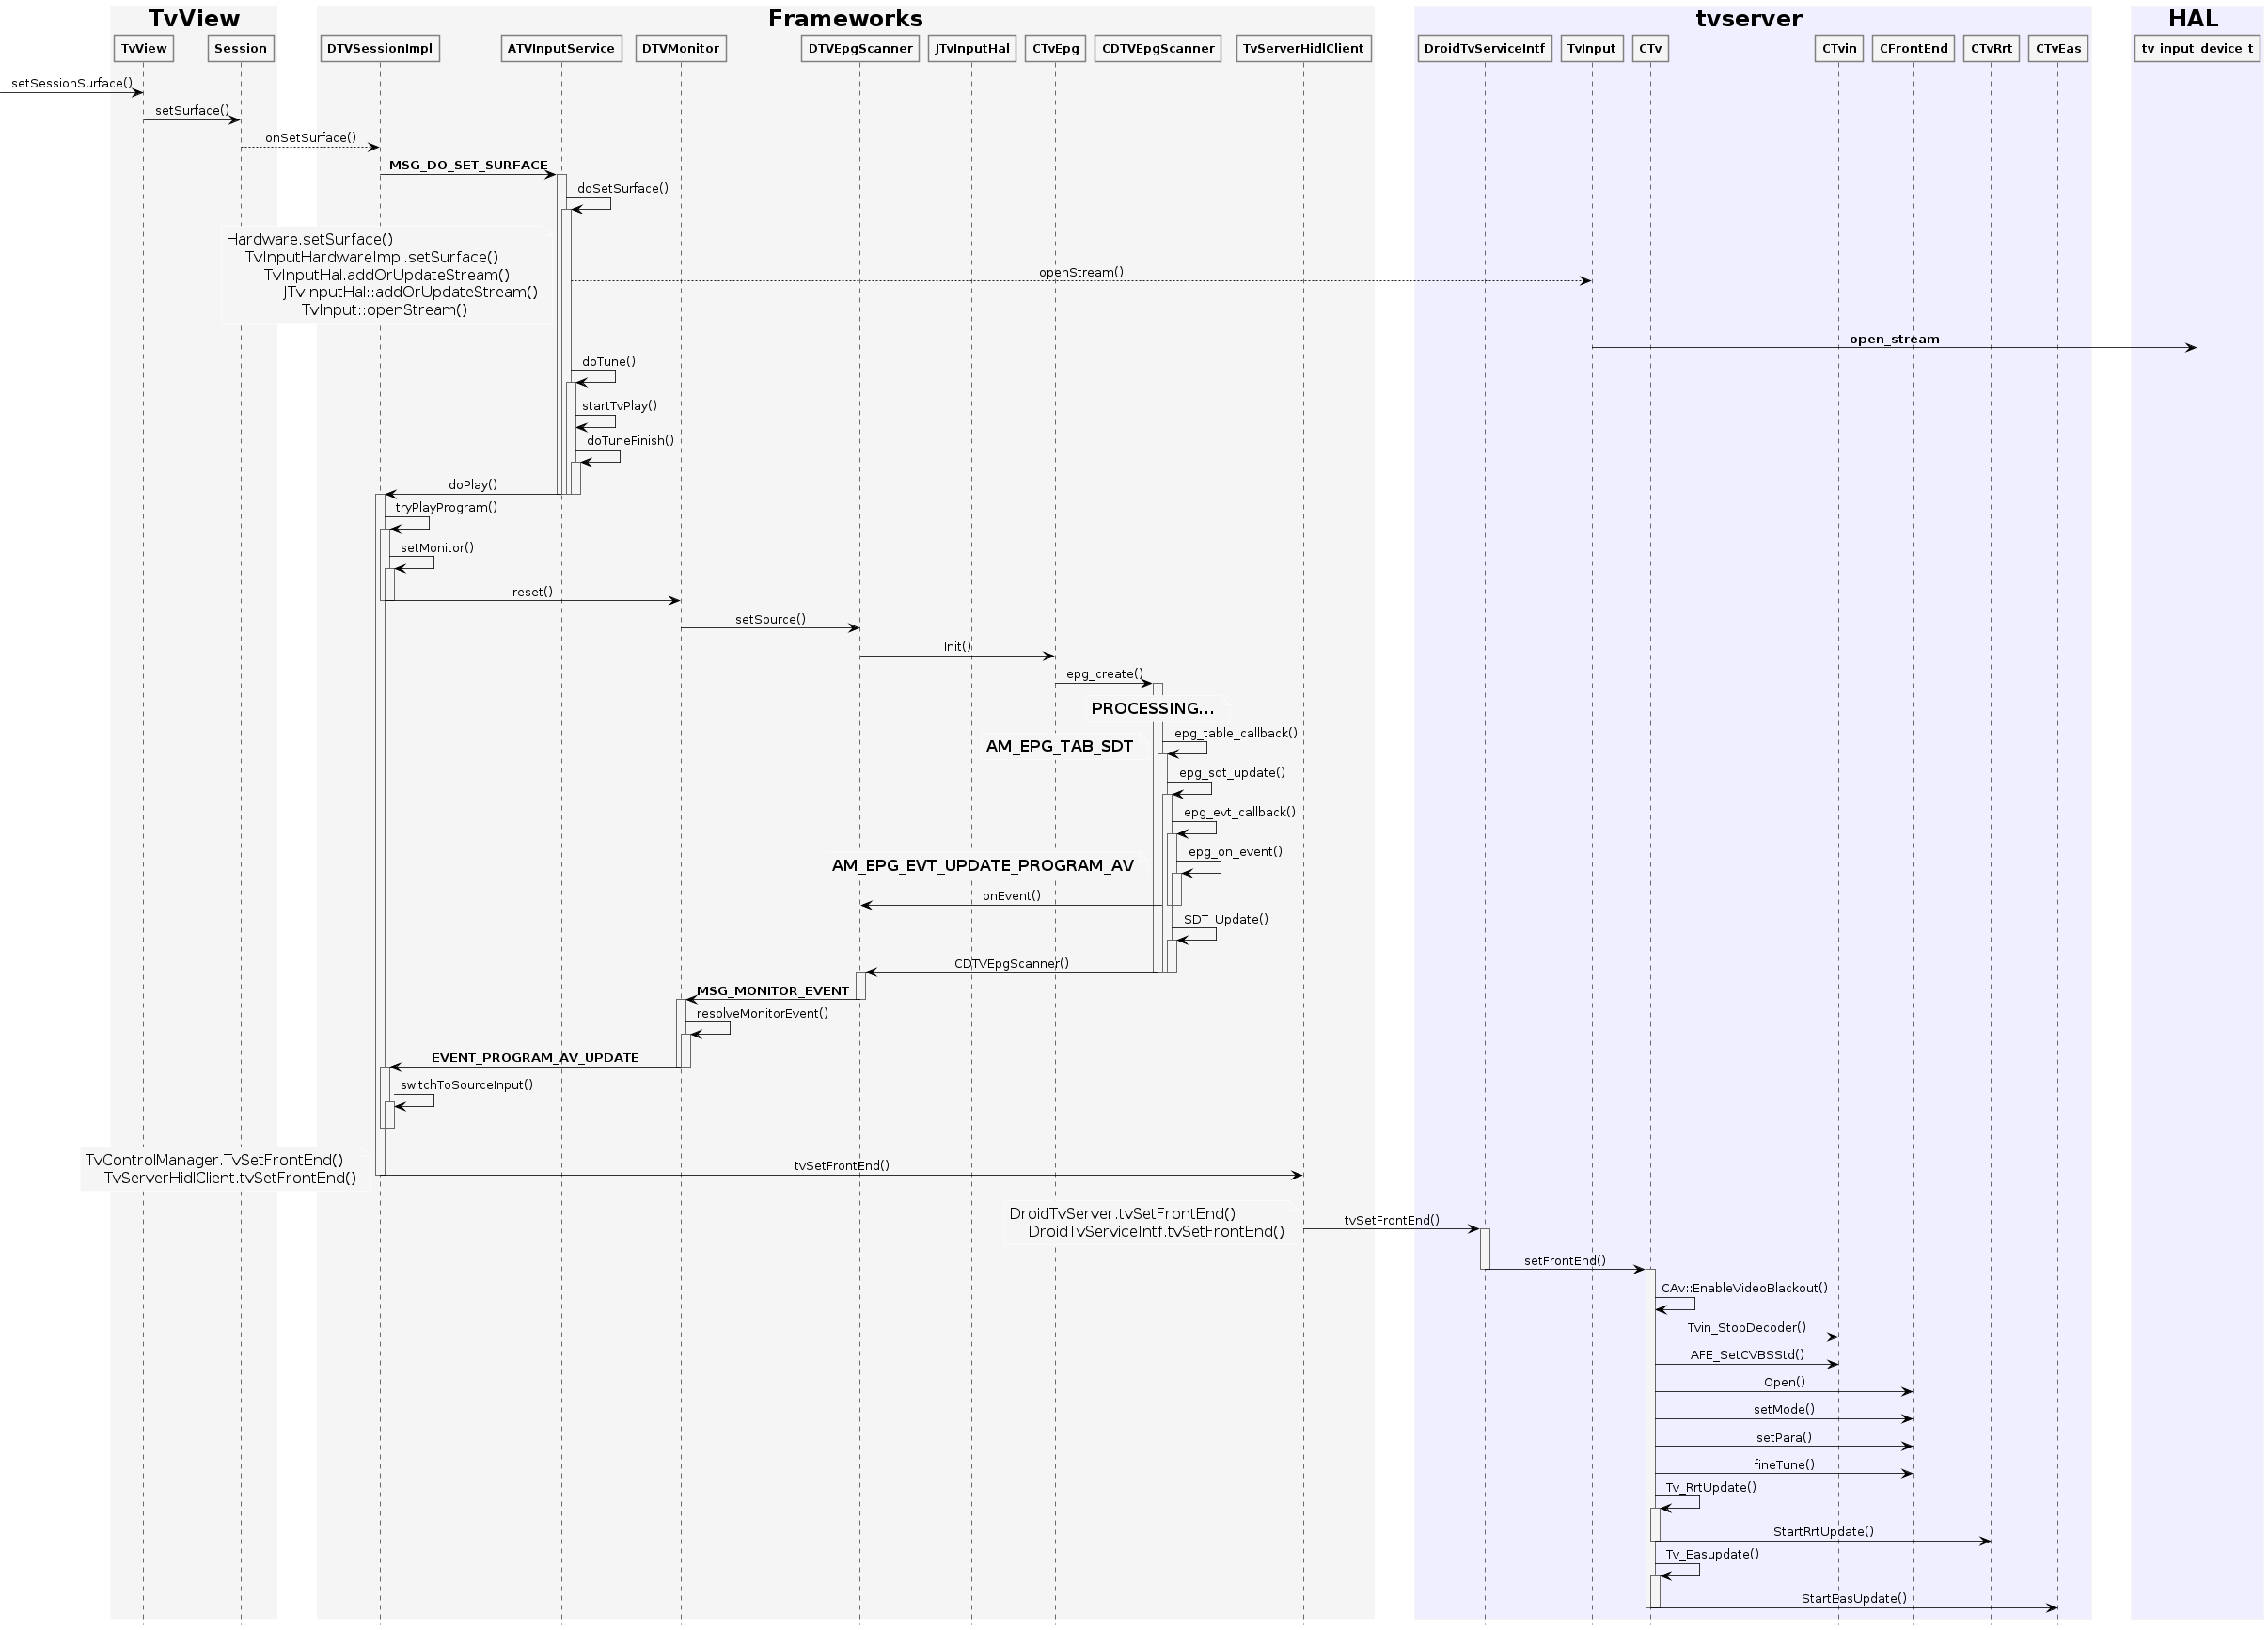 TvView
Frameworks
tvserver
HAL
TvView
Session
DTVSessionImpl
ATVInputService
DTVMonitor
DTVEpgScanner
JTvInputHal
CTvEpg
CDTVEpgScanner
TvServerHidlClient
DroidTvServiceIntf
TvInput
CTv
CTvin
CFrontEnd
CTvRrt
CTvEas
tv_input_device_t
setSessionSurface()
setSurface()
onSetSurface()
MSG_DO_SET_SURFACE
doSetSurface()
Hardware.setSurface()
TvInputHardwareImpl.setSurface()
TvInputHal.addOrUpdateStream()
JTvInputHal::addOrUpdateStream()
TvInput::openStream()
openStream()
open_stream
doTune()
startTvPlay()
doTuneFinish()
doPlay()
tryPlayProgram()
setMonitor()
reset()
setSource()
Init()
epg_create()
PROCESSING...
epg_table_callback()
AM_EPG_TAB_SDT
epg_sdt_update()
epg_evt_callback()
epg_on_event()
AM_EPG_EVT_UPDATE_PROGRAM_AV
onEvent()
SDT_Update()
CDTVEpgScanner()
MSG_MONITOR_EVENT
resolveMonitorEvent()
EVENT_PROGRAM_AV_UPDATE
switchToSourceInput()
TvControlManager.TvSetFrontEnd()
TvServerHidlClient.tvSetFrontEnd()
tvSetFrontEnd()
DroidTvServer.tvSetFrontEnd()
DroidTvServiceIntf.tvSetFrontEnd()
tvSetFrontEnd()
setFrontEnd()
CAv::EnableVideoBlackout()
Tvin_StopDecoder()
AFE_SetCVBSStd()
Open()
setMode()
setPara()
fineTune()
Tv_RrtUpdate()
StartRrtUpdate()
Tv_Easupdate()
StartEasUpdate()